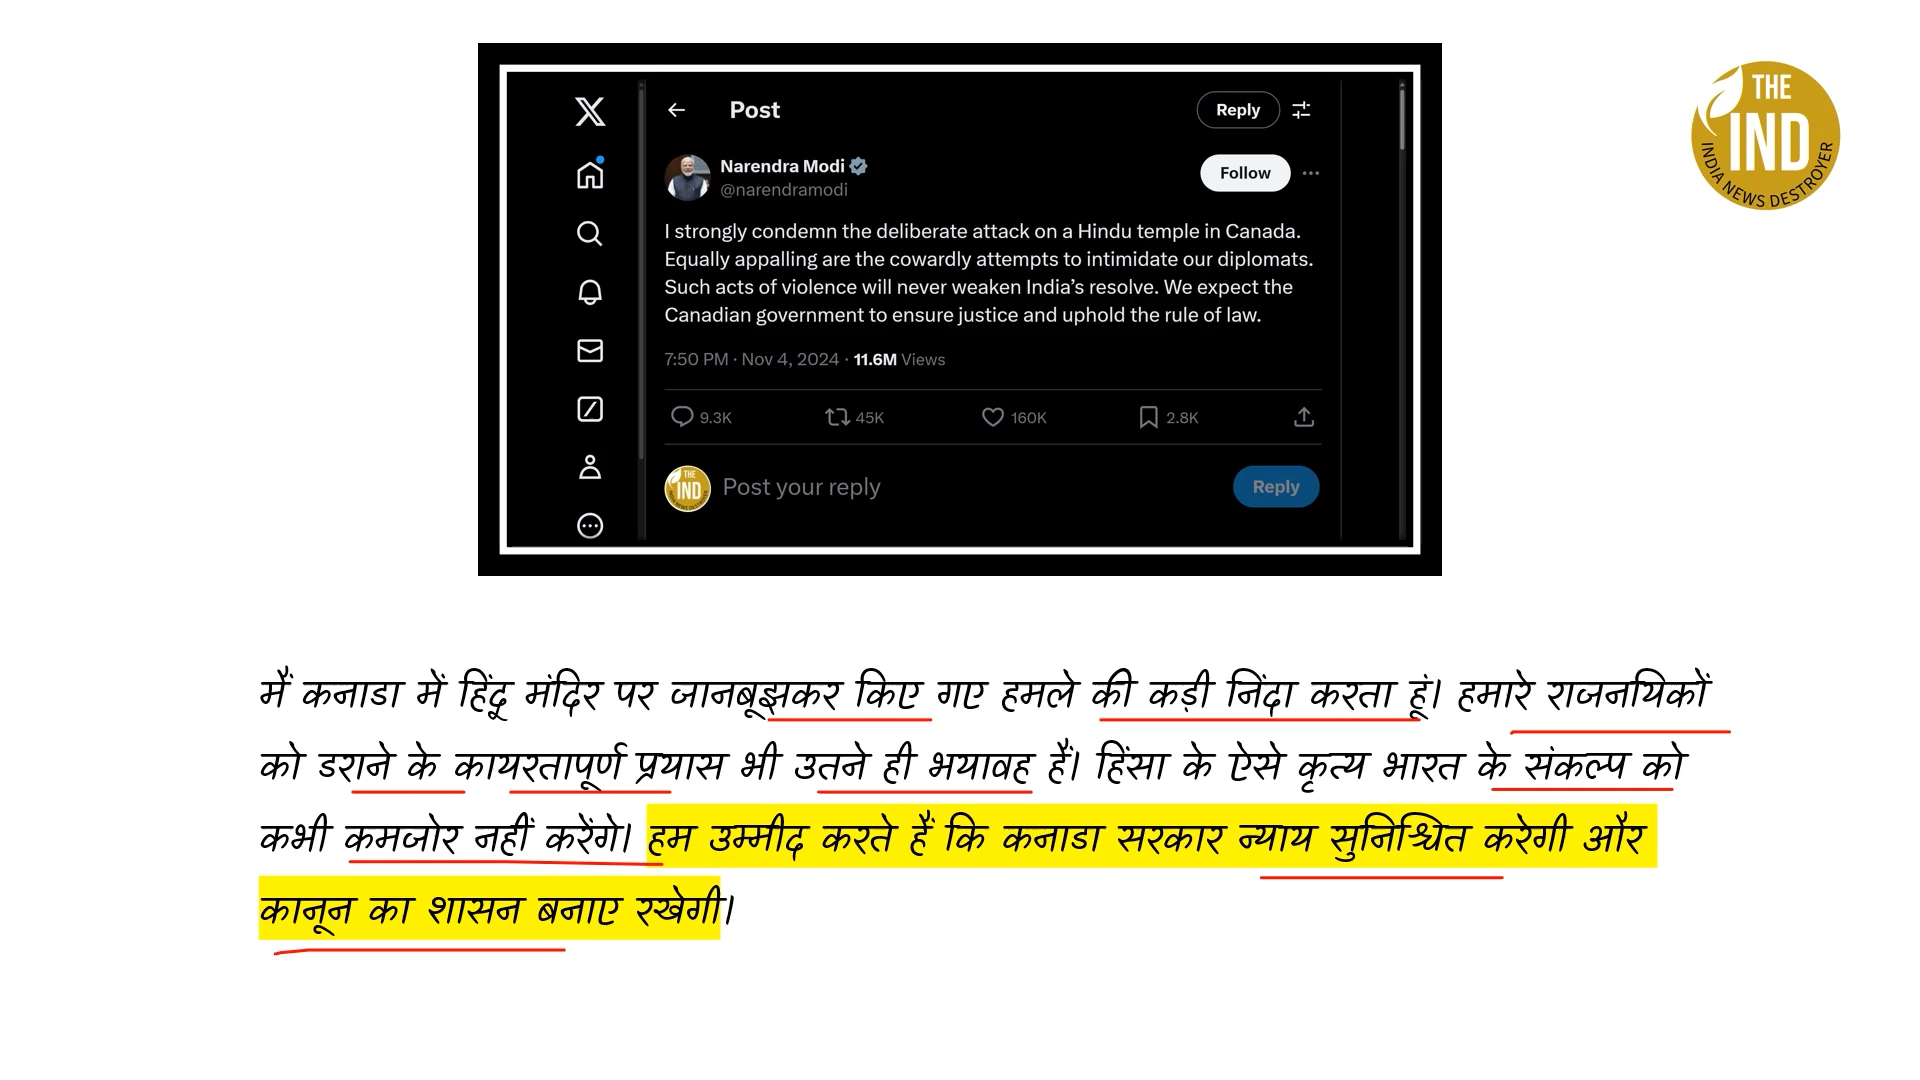 Post
Reply
Narendra Modi
@narendramodi
Follow
I strongly condemn the deliberate attack on a Hindu temple in Canada.
Equally appalling are the cowardly attempts to intimidate our diplomats.
Such acts of violence will never weaken India’s resolve. We expect the
Canadian government to ensure justice and uphold the rule of law.
7:50 PM · Nov 4, 2024 · 11.6M Views
9.3K 45K 160K 2.8K
THE
IND
Post your reply
Reply
THE
IND
INDIA NEWS DESTROYER
मैं कनाडा में हिंदू मंदिर पर जानबूझकर किए गए हमले की कड़ी निंदा करता हूं। हमारे राजनयिकों
को डराने के कायरतापूर्ण प्रयास भी उतने ही भयावह हैं। हिंसा के ऐसे कृत्य भारत के संकल्प को
कभी कमजोर नहीं करेंगे। हम उम्मीद करते हैं कि कनाडा सरकार न्याय सुनिश्चित करेगी और
कानून का शासन बनाए रखेगी।